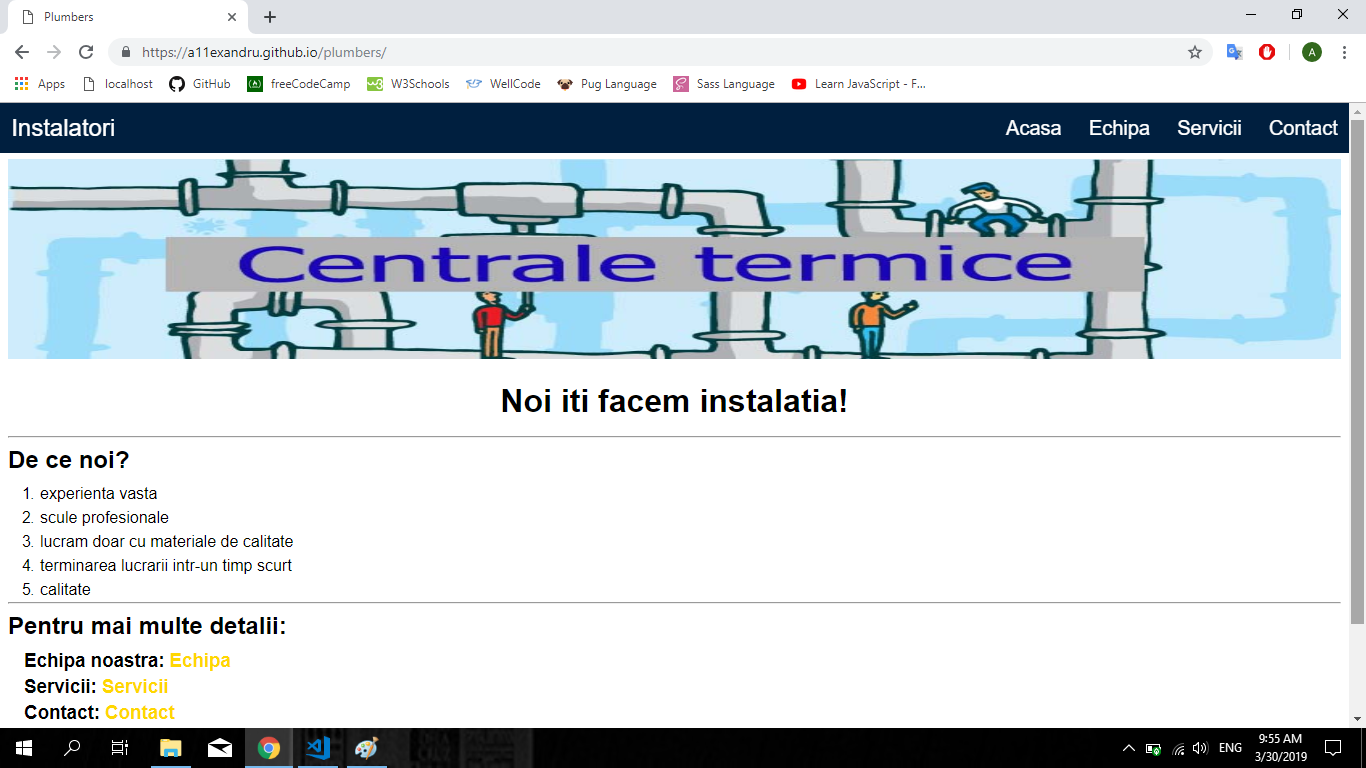 Plumbers
https://a11exandru.github.io/plumbers/
A
Apps localhost GitHub freeCodeCamp W3Schools WellCode Pug Language Sass Language Learn JavaScript - F...
Instalatori Acasa Echipa Servicii Contact
Centrale termice
Noi iti facem instalatia!
De ce noi?
1. experienta vasta
2. scule profesionale
3. lucram doar cu materiale de calitate
4. terminarea lucrarii intr-un timp scurt
5. calitate
Pentru mai multe detalii:
Echipa noastra: Echipa
Servicii: Servicii
Contact: Contact
ENG
9:55 AM
3/30/2019